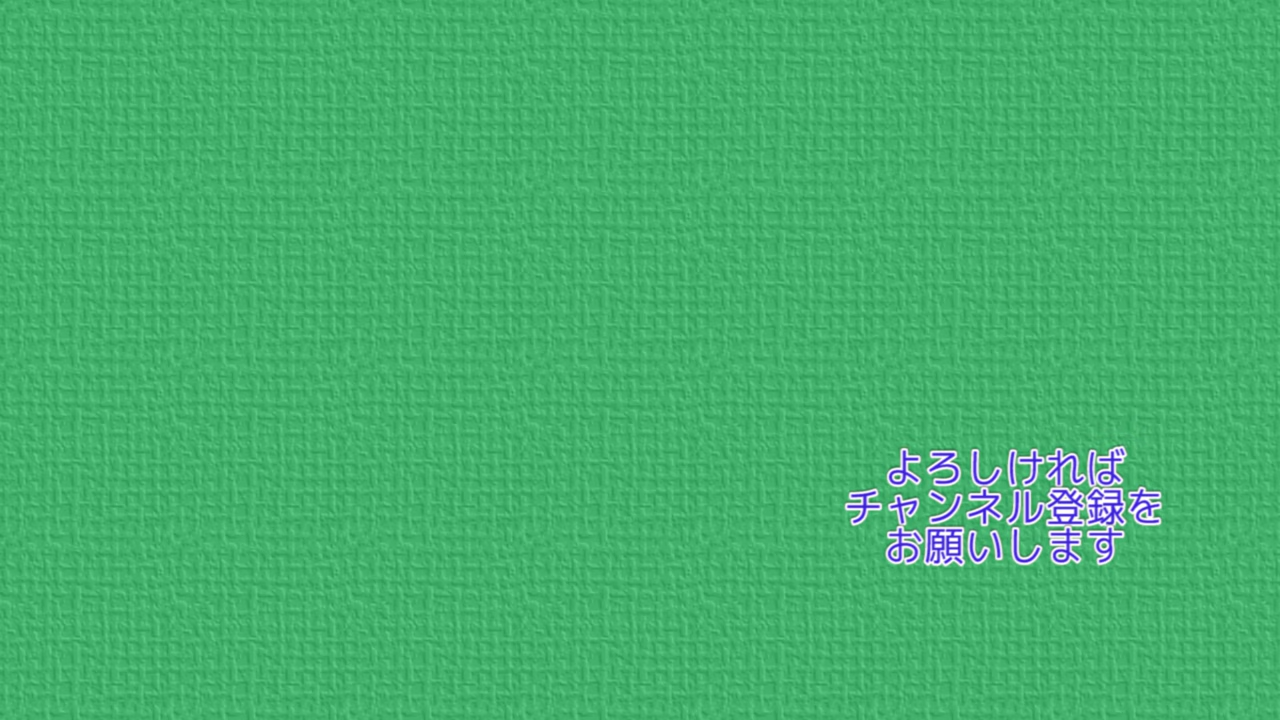 よろしければ
チャンネル登録を
お願いします